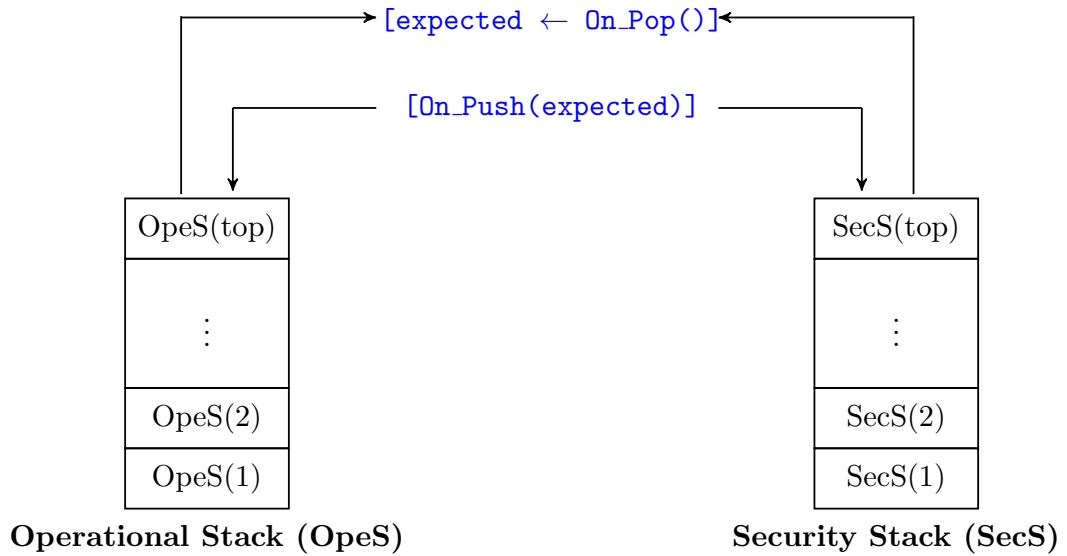 [expected ← On_Pop()]
[On_Push(expected)]
OpeS(top)
SecS(top)
⋮
⋮
OpeS(2)
SecS(2)
OpeS(1)
SecS(1)
Operational Stack (OpeS)
Security Stack (SecS)